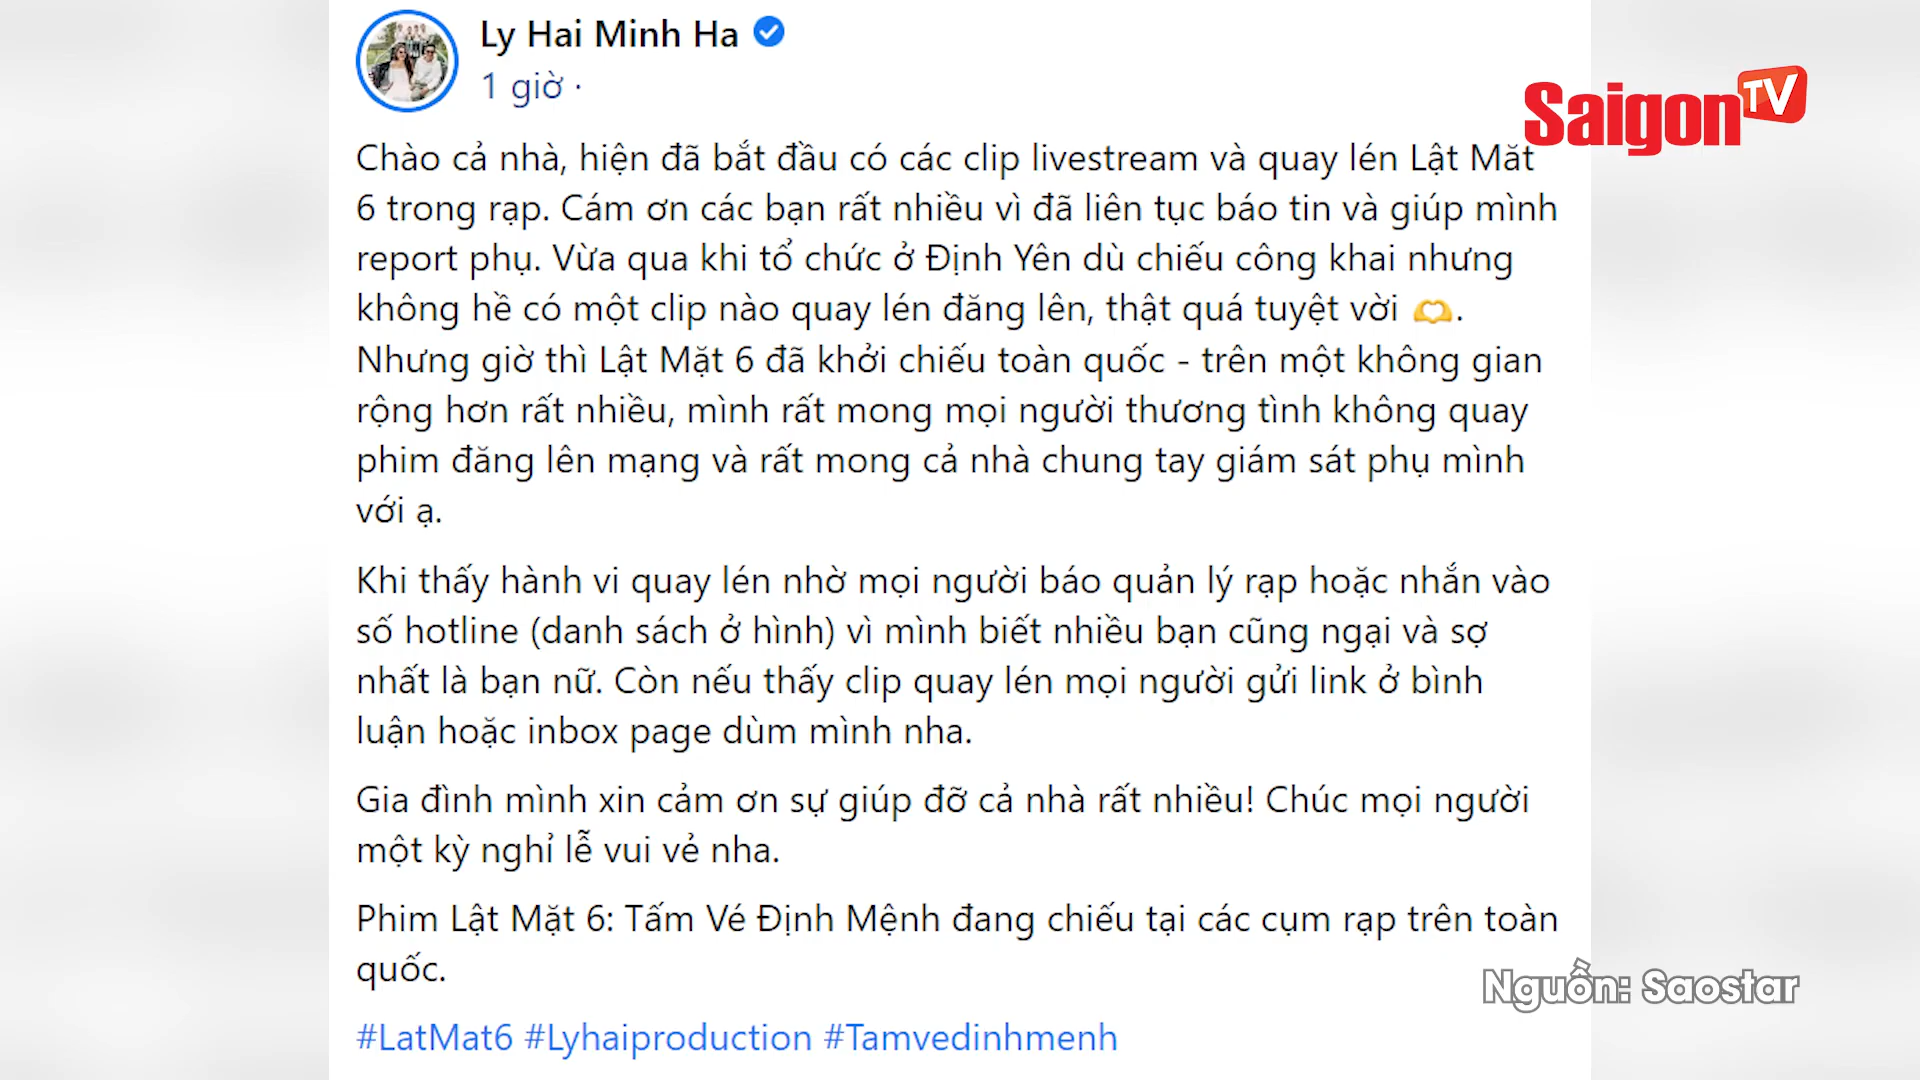 Ly Hai Minh Ha
1 giờ ·
Saigon TV
Chào cả nhà, hiện đã bắt đầu có các clip livestream và quay lén Lật Mặt
6 trong rạp. Cám ơn các bạn rất nhiều vì đã liên tục báo tin và giúp mình
report phụ. Vừa qua khi tổ chức ở Định Yên dù chiếu công khai nhưng
không hề có một clip nào quay lén đăng lên, thật quá tuyệt vời 🫶.
Nhưng giờ thì Lật Mặt 6 đã khởi chiếu toàn quốc - trên một không gian
rộng hơn rất nhiều, mình rất mong mọi người thương tình không quay
phim đăng lên mạng và rất mong cả nhà chung tay giám sát phụ mình
với ạ.
Khi thấy hành vi quay lén nhờ mọi người báo quản lý rạp hoặc nhắn vào
số hotline (danh sách ở hình) vì mình biết nhiều bạn cũng ngại và sợ
nhất là bạn nữ. Còn nếu thấy clip quay lén mọi người gửi link ở bình
luận hoặc inbox page dùm mình nha.
Gia đình mình xin cảm ơn sự giúp đỡ cả nhà rất nhiều! Chúc mọi người
một kỳ nghỉ lễ vui vẻ nha.
Phim Lật Mặt 6: Tấm Vé Định Mệnh đang chiếu tại các cụm rạp trên toàn
quốc.
Nguồn: Saostar
#LatMat6 #Lyhaiproduction #Tamvedinhmenh